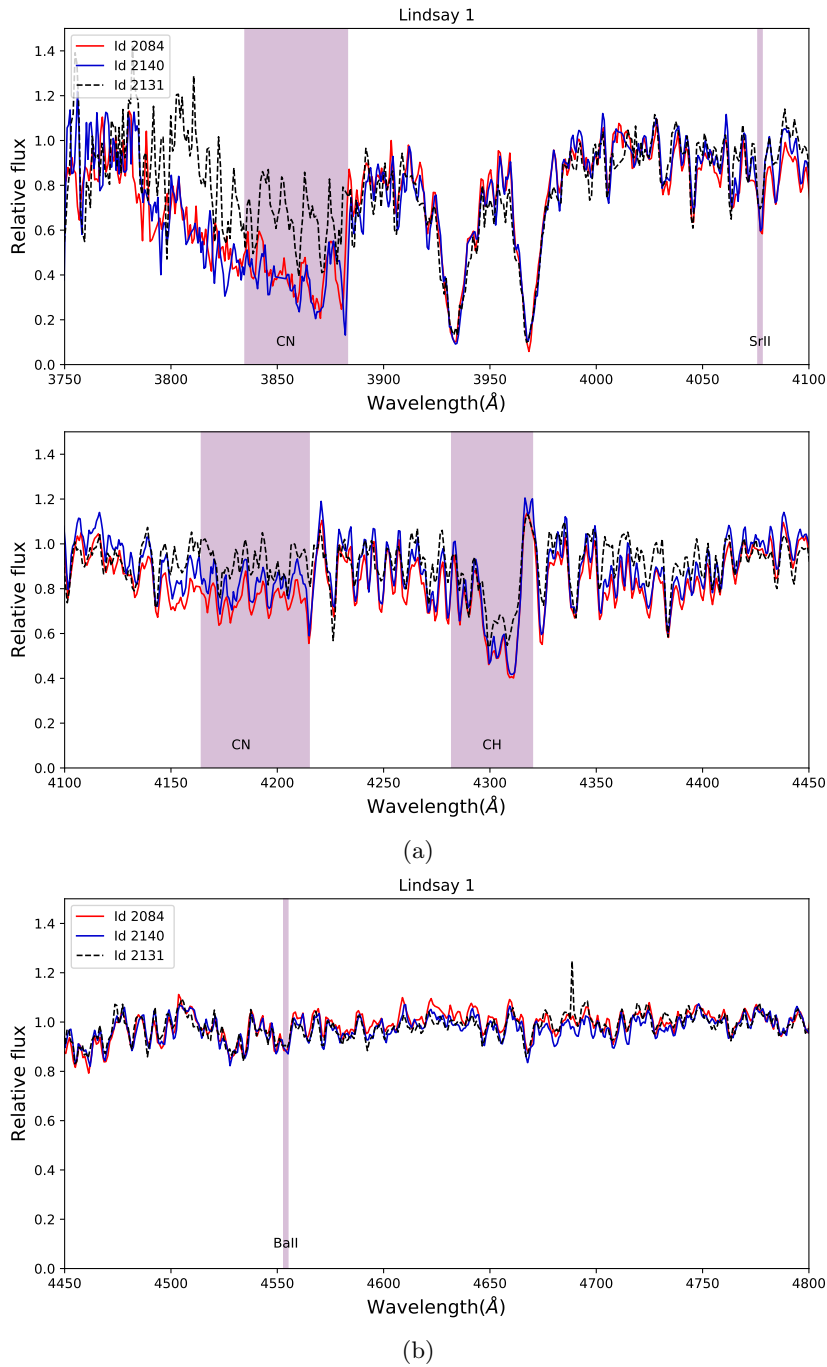 Lindsay 1
Id 2084
Id 2140
Id 2131
Relative flux
1.4
1.2
1.0
0.8
0.6
0.4
0.2
0.0
CN
SrII
3750 3800 3850 3900 3950 4000 4050 4100
Wavelength(Å)
Relative flux
1.4
1.2
1.0
0.8
0.6
0.4
0.2
0.0
CN
CH
4100 4150 4200 4250 4300 4350 4400 4450
Wavelength(Å)
(a)
Lindsay 1
Id 2084
Id 2140
Id 2131
Relative flux
1.4
1.2
1.0
0.8
0.6
0.4
0.2
0.0
BaII
4450 4500 4550 4600 4650 4700 4750 4800
Wavelength(Å)
(b)